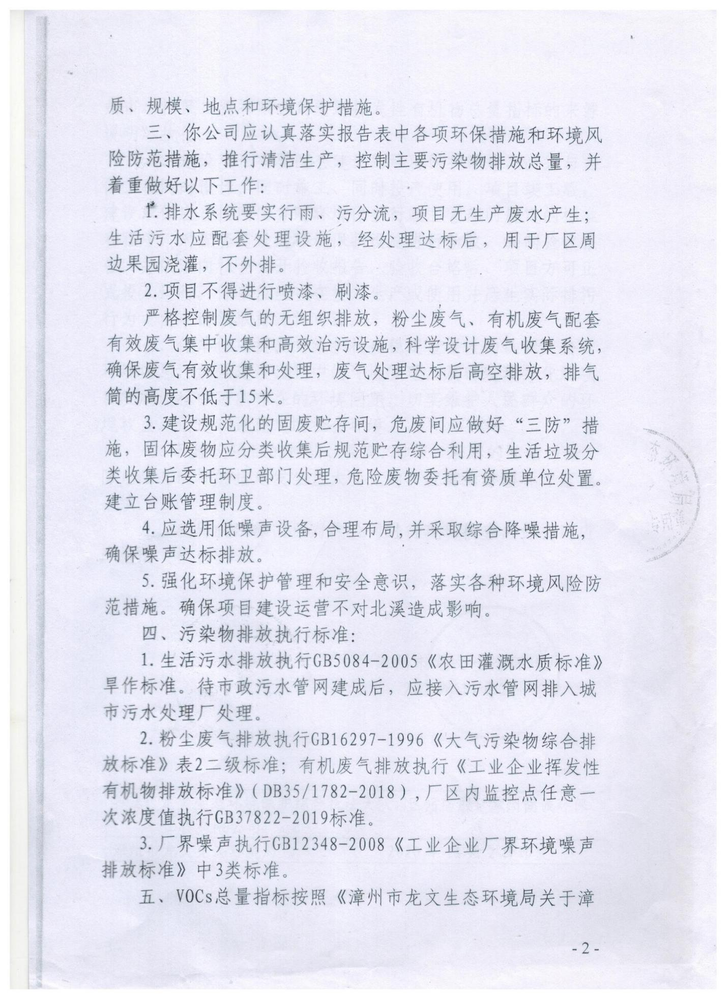 质、规模、地点和环境保护措施。
三、你公司应认真落实报告表中各项环保措施和环境风
险防范措施，推行清洁生产，控制主要污染物排放总量，并
着重做好以下工作：
1.排水系统要实行雨、污分流，项目无生产废水产生；
生活污水应配套处理设施，经处理达标后，用于厂区周
边果园浇灌，不外排。
2.项目不得进行喷漆、刷漆。
严格控制废气的无组织排放，粉尘废气、有机废气配套
有效废气集中收集和高效治污设施，科学设计废气收集系统，
确保废气有效收集和处理，废气处理达标后高空排放，排气
筒的高度不低于15米。
3.建设规范化的固废贮存间，危废间应做好“三防”措
施，固体废物应分类收集后规范贮存综合利用，生活垃圾分
类收集后委托环卫部门处理，危险废物委托有资质单位处置。
建立台账管理制度。
4.应选用低噪声设备，合理布局，并采取综合降噪措施，
确保噪声达标排放。
5.强化环境保护管理和安全意识，落实各种环境风险防
范措施。确保项目建设运营不对北溪造成影响。
四、污染物排放执行标准：
1.生活污水排放执行GB5084-2005《农田灌溉水质标准》
旱作标准。待市政污水管网建成后，应接入污水管网排入城
市污水处理厂处理。
2.粉尘废气排放执行GB16297-1996《大气污染物综合排
放标准》表2二级标准；有机废气排放执行《工业企业挥发性
有机物排放标准》（DB35/1782-2018），厂区内监控点任意一
次浓度值执行GB37822-2019标准。
3.厂界噪声执行GB12348-2008《工业企业厂界环境噪声
排放标准》中3类标准。
五、VOCs总量指标按照《漳州市龙文生态环境局关于漳
-2-